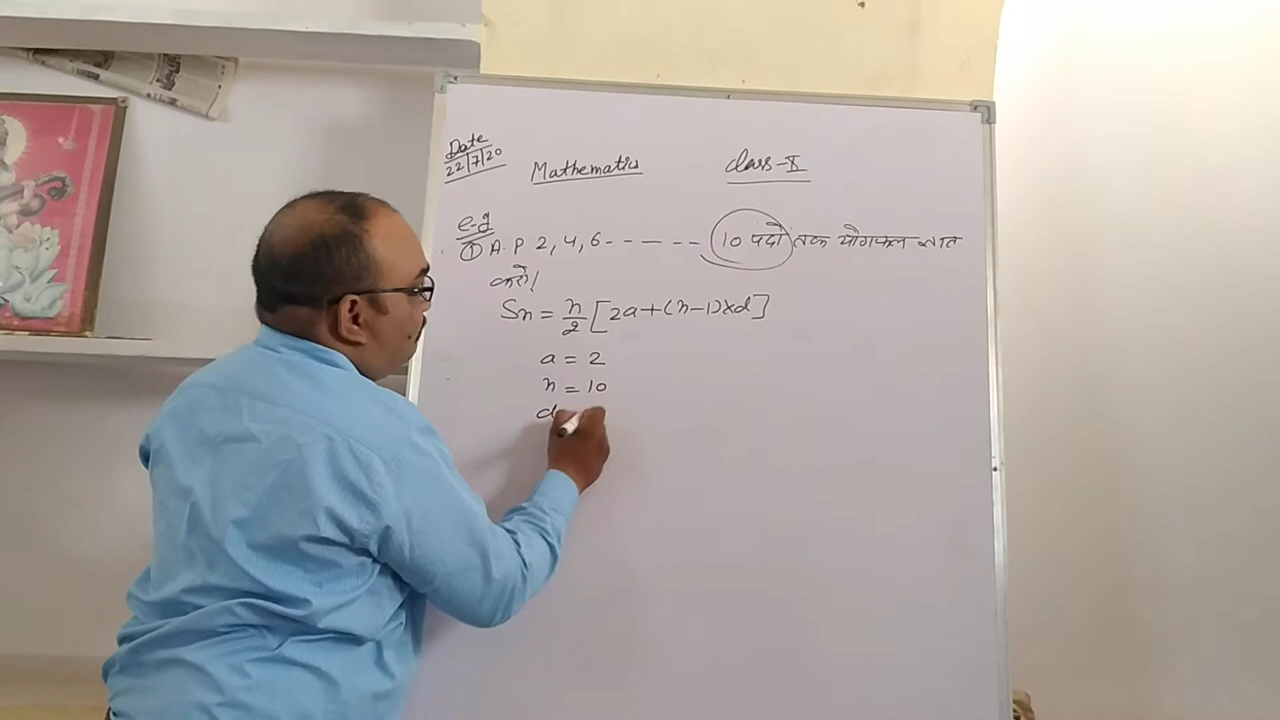 Date
22/7/20
Mathematics
class-X
e-g
① A.P 2, 4, 6 - - - - - - 10 पदों तक योगफल ज्ञात
करो।
Sn = n/2 [2a+(n-1)×d]
a = 2
n = 10
d